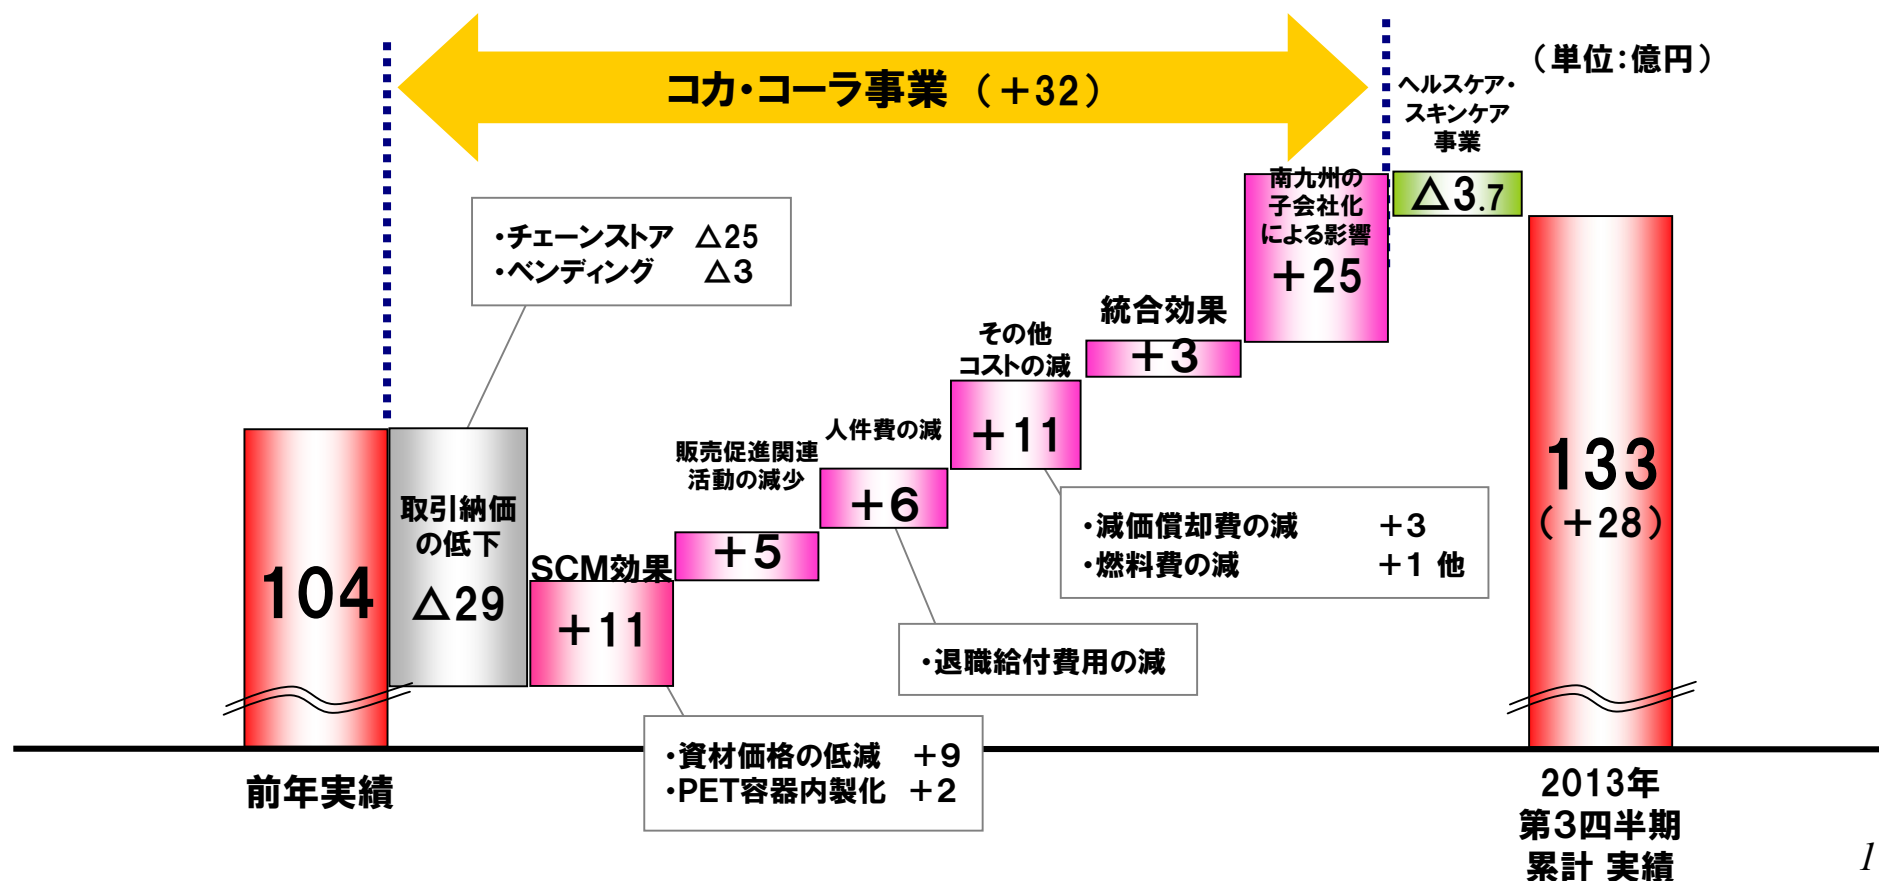 コカ・コーラ事業（＋32）
（単位：億円）
ヘルスケア・
スキンケア
事業
△3.7
南九州の
子会社化
による影響
＋25
・チェーンストア △25
・ベンディング △3
統合効果
＋3
その他
コストの減
＋11
人件費の減
＋6
販売促進関連
活動の減少
＋5
SCM効果
＋11
取引納価
の低下
△29
104
133
（＋28）
・減価償却費の減 ＋3
・燃料費の減 ＋1 他
・退職給付費用の減
・資材価格の低減 ＋9
・PET容器内製化 ＋2
前年実績
2013年
第3四半期
累計 実績
1